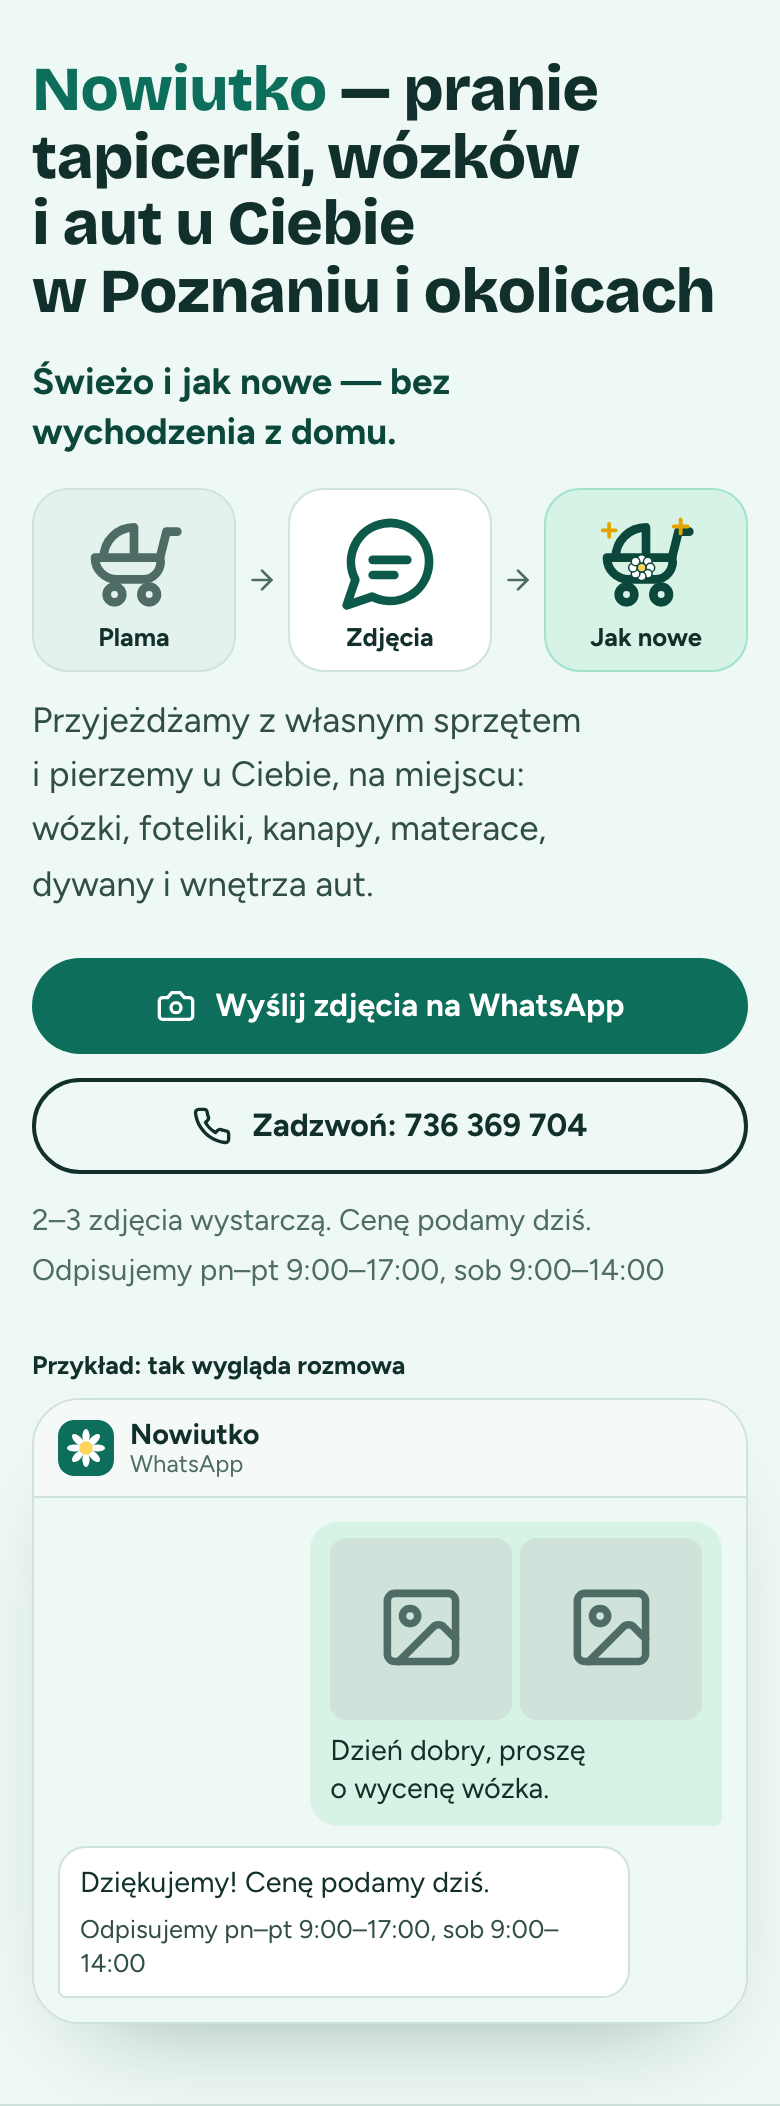 Nowiutko — pranie
tapicerki, wózków
i aut u Ciebie
w Poznaniu i okolicach
Świeżo i jak nowe — bez
wychodzenia z domu.
Plama
Zdjęcia
Jak nowe
Przyjeżdżamy z własnym sprzętem
i pierzemy u Ciebie, na miejscu:
wózki, foteliki, kanapy, materace,
dywany i wnętrza aut.
Wyślij zdjęcia na WhatsApp
Zadzwoń: 736 369 704
2–3 zdjęcia wystarczą. Cenę podamy dziś.
Odpisujemy pn–pt 9:00–17:00, sob 9:00–14:00
Przykład: tak wygląda rozmowa
Nowiutko
WhatsApp
Dzień dobry, proszę
o wycenę wózka.
Dziękujemy! Cenę podamy dziś.
Odpisujemy pn–pt 9:00–17:00, sob 9:00–
14:00